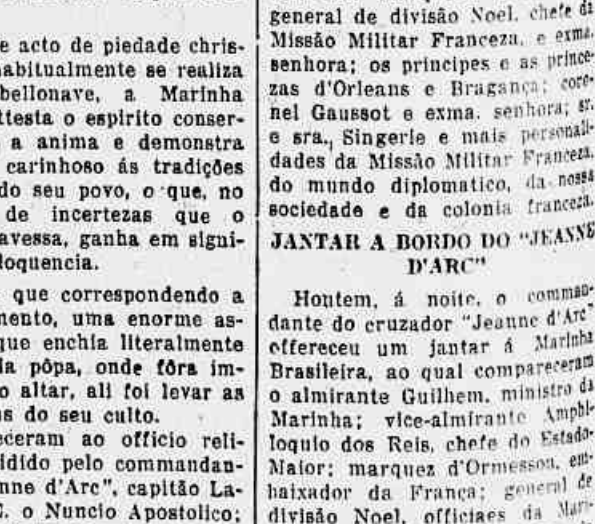 e acto de piedade chris-
habitualmente se realiza
bellonave, a Marinha
ttesta o espirito conser-
a anima e demonstra
carinhoso ás tradições
do seu povo, o que, no
de incertezas que o
avessa, ganha em signi-
loquencia.
que correspondendo a
mento, uma enorme as-
que enchia literalmente
ia pôpa, onde fôra im-
o altar, ali foi levar as
s do seu culto.
eceram ao officio reli-
idido pelo commandan-
nne d'Arc", capitão La-
o Nuncio Apostolico;
general de divisão Noel, chefe da
Missão Militar Franceza, e exma.
senhora; os principes e as prince-
zas d'Orleans e Bragança; coro-
nel Gaussot e exma. senhora; sr.
e sra., Singerle e mais personali-
dades da Missão Militar Franceza,
do mundo diplomatico, da nossa
sociedade e da colonia franceza.
JANTAR A BORDO DO "JEANNE
D'ARC"
Hontem, á noite, o comman-
dante do cruzador "Jeanne d'Arc"
offereceu um jantar á Marinha
Brasileira, ao qual compareceram
o almirante Guilhem, ministro da
Marinha; vice-almirante Amphi-
loquio dos Reis, chefe do Estado-
Maior; marquez d'Ormesson, em-
baixador da França; general de
divisão Noel, officiaes da Mari-